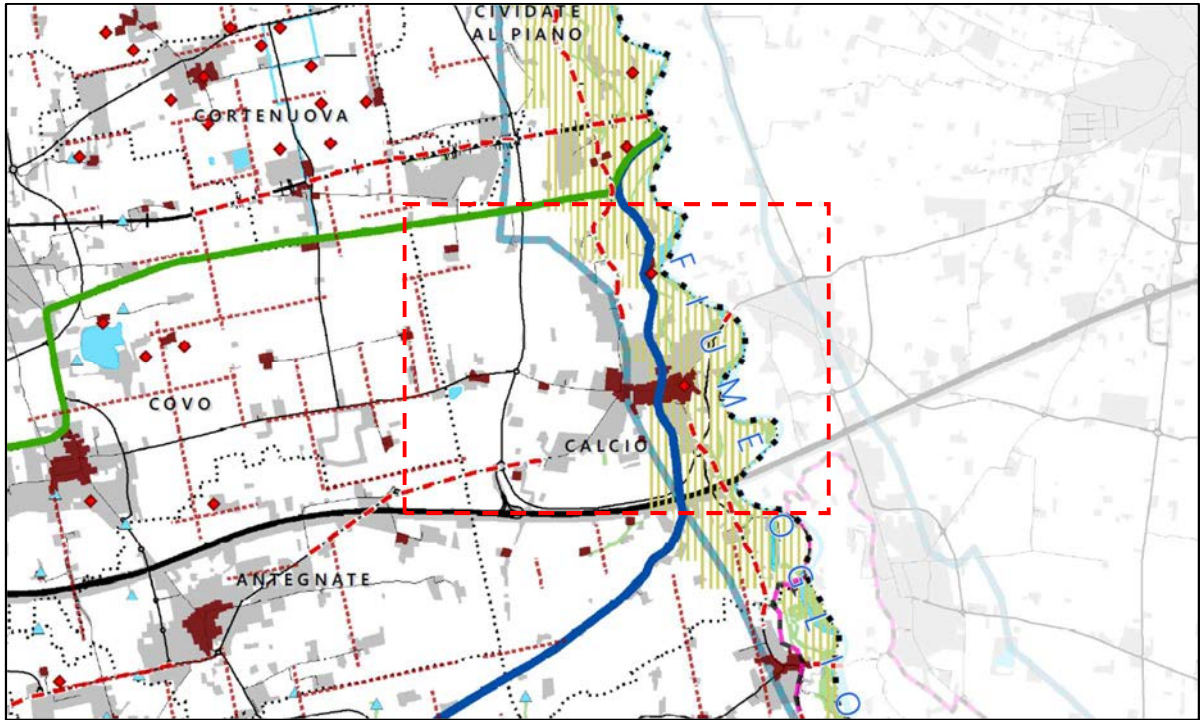 CIVIDATE
AL PIANO
CORTENUOVA
COVO
CALCIO
ANTEGNATE
FIUME
OGLIO